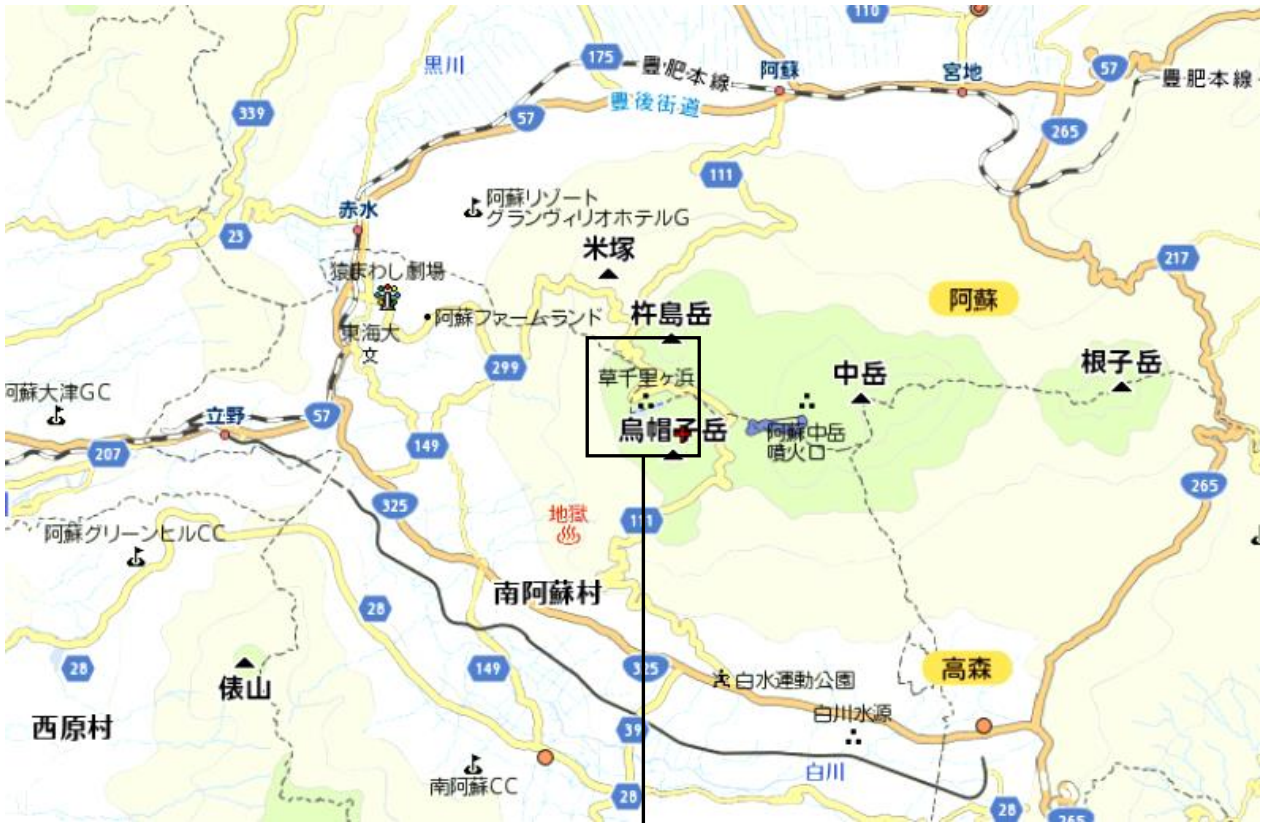 110
黒川
175
豊肥本線
阿蘇
宮地
57
豊肥本線
豊後街道
57
339
265
111
阿蘇リゾート
グランヴィリオホテルG
赤水
23
米塚
217
猿まわし劇場
阿蘇
杵島岳
阿蘇ファームランド
東海大
文
299
草千里ヶ浜
中岳
根子岳
阿蘇大津GC
立野
57
烏帽子岳
阿蘇中岳
噴火口
149
207
265
325
地獄
111
阿蘇グリーンヒルCC
南阿蘇村
28
28
149
325
白水運動公園
高森
俵山
白川水源
西原村
39
白川
南阿蘇CC
28
28
265